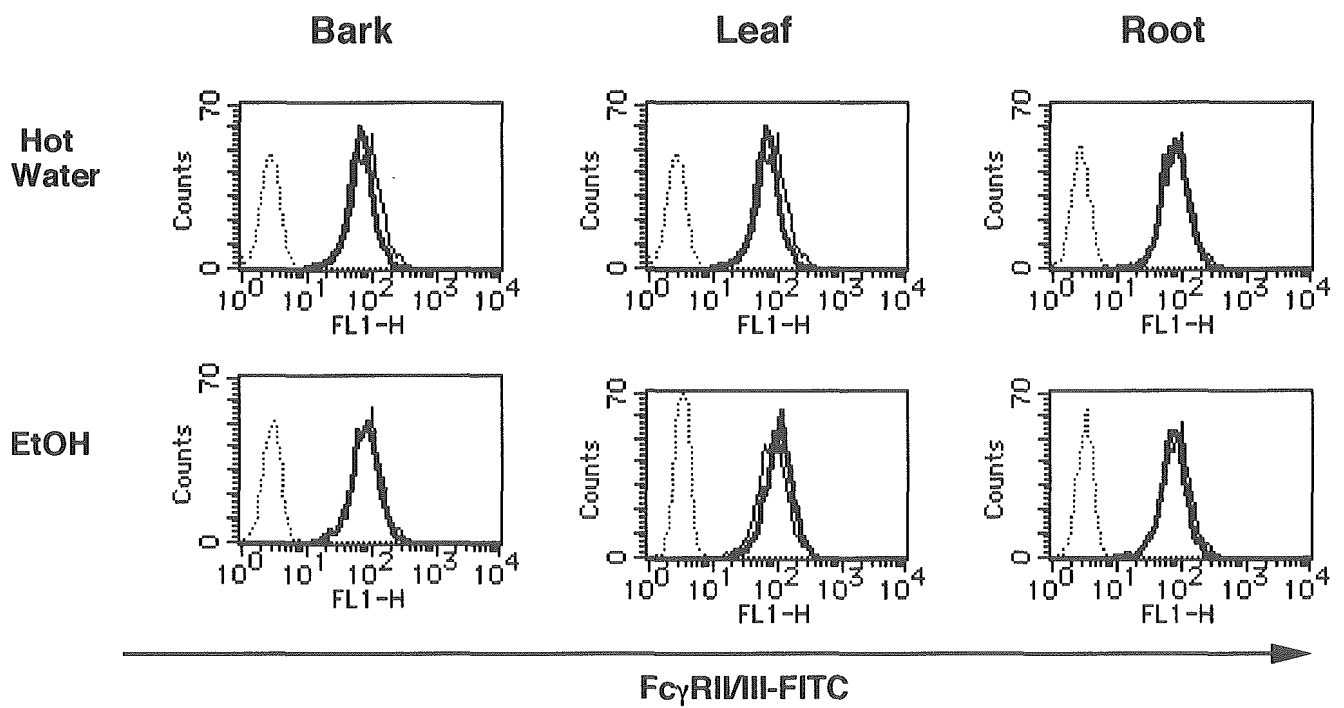 Bark Leaf Root
Hot
Water
70 70 70
Counts Counts Counts
0 0 0
10^0 10^1 10^2 10^3 10^4 10^0 10^1 10^2 10^3 10^4 10^0 10^1 10^2 10^3 10^4
FL1-H FL1-H FL1-H
EtOH
70 70 70
Counts Counts Counts
0 0 0
10^0 10^1 10^2 10^3 10^4 10^0 10^1 10^2 10^3 10^4 10^0 10^1 10^2 10^3 10^4
FL1-H FL1-H FL1-H
FcγRII/III-FITC